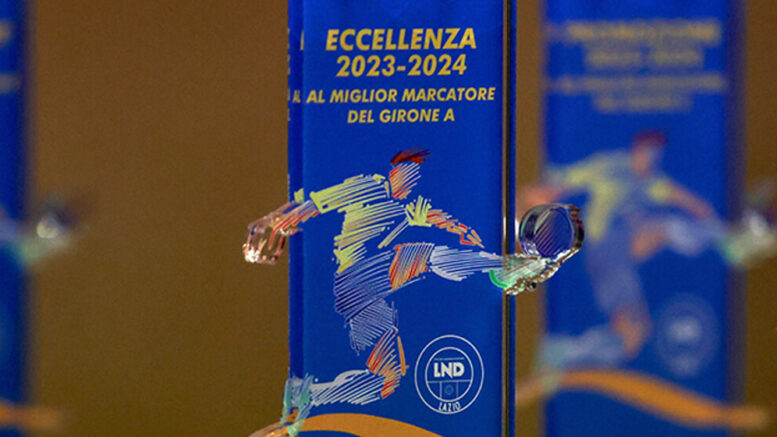 ECCELLENZA
2023-2024
AL MIGLIOR MARCATORE
DEL GIRONE A
LND
LAZIO